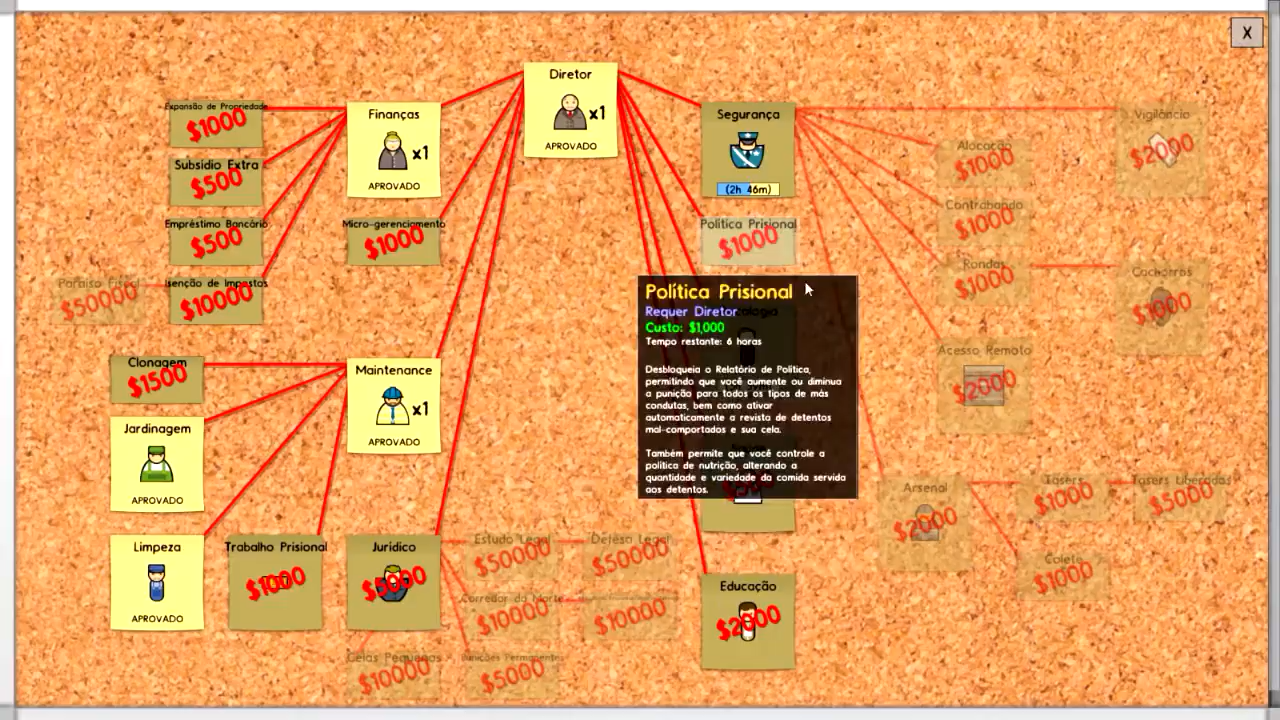 X
Diretor
x1
APROVADO
Expansão de Propriedade
$1000
Subsídio Extra
$500
Empréstimo Bancário
$500
Paraíso Fiscal
$50000
Isenção de Impostos
$10000
Finanças
x1
APROVADO
Micro-gerenciamento
$1000
Segurança
(2h 46m)
Política Prisional
$1000
Alocação
$1000
Vigilância
$2000
Contrabando
$1000
Rondas
$1000
Cachorros
$1000
Acesso Remoto
$2000
Política Prisional
Requer Diretor
Custo: $1,000
Tempo restante: 6 horas
Desbloqueia o Relatório de Política,
permitindo que você aumente ou diminua
a punição para todos os tipos de más
condutas, bem como ativar
automaticamente a revista de detentos
mal-comportados e sua cela.
Também permite que você controle a
política de nutrição, alterando a
quantidade e variedade da comida servida
aos detentos.
Clonagem
$1500
Maintenance
x1
APROVADO
Jardinagem
APROVADO
Limpeza
APROVADO
Trabalho Prisional
$1000
Jurídico
$5000
Estudo Legal
$50000
Defesa Legal
$50000
Corredor da Morte
$10000
$10000
Celas Pequenas
$10000
Punições Permanentes
$5000
Educação
$2000
Arsenal
$2000
Tasers
$1000
Tasers Liberados
$5000
Colete
$1000